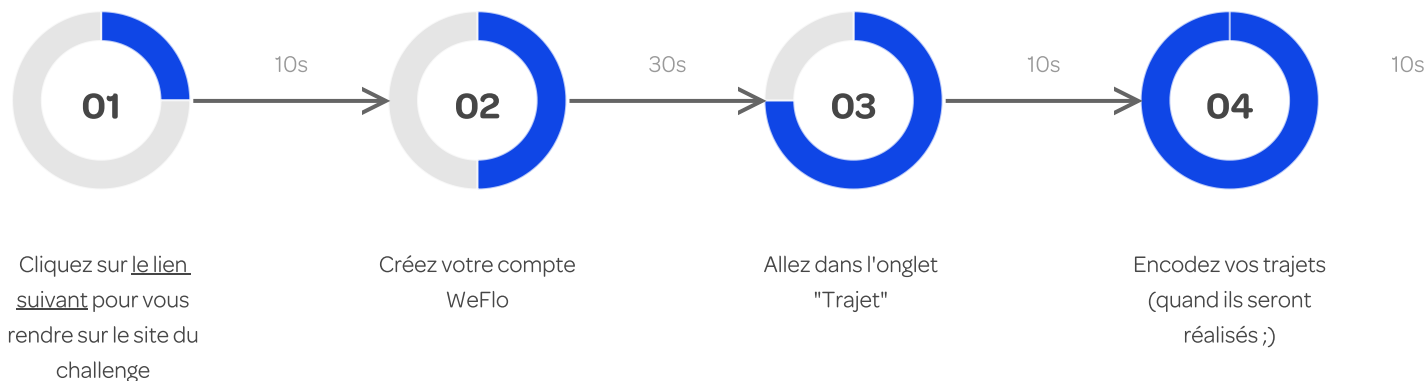 10s
30s
10s
10s
01
02
03
04
Cliquez sur le lien
suivant pour vous
rendre sur le site du
challenge
Créez votre compte
WeFlo
Allez dans l'onglet
"Trajet"
Encodez vos trajets
(quand ils seront
réalisés ;)